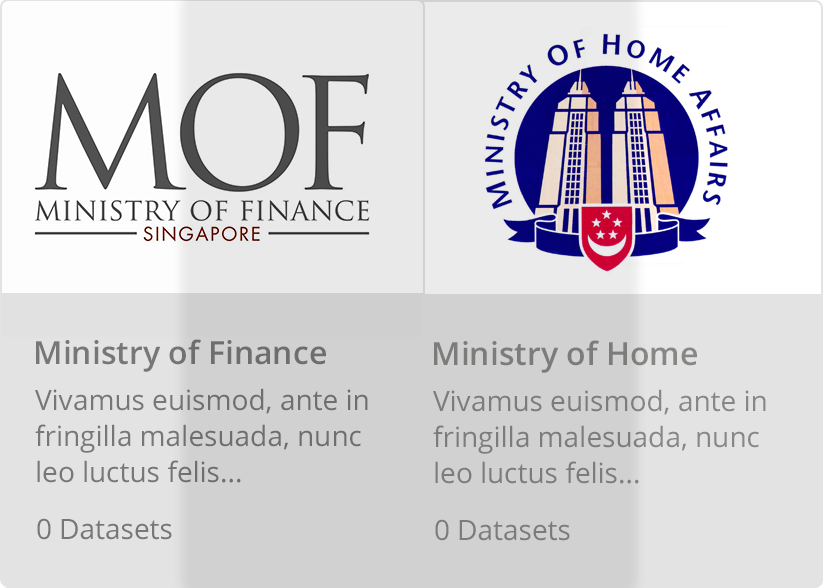 MOF
MINISTRY OF FINANCE
SINGAPORE
Ministry of Finance
Vivamus euismod, ante in
fringilla malesuada, nunc
leo luctus felis...
0 Datasets
MINISTRY OF HOME AFFAIRS
Ministry of Home
Vivamus euismod, ante in
fringilla malesuada, nunc
leo luctus felis...
0 Datasets